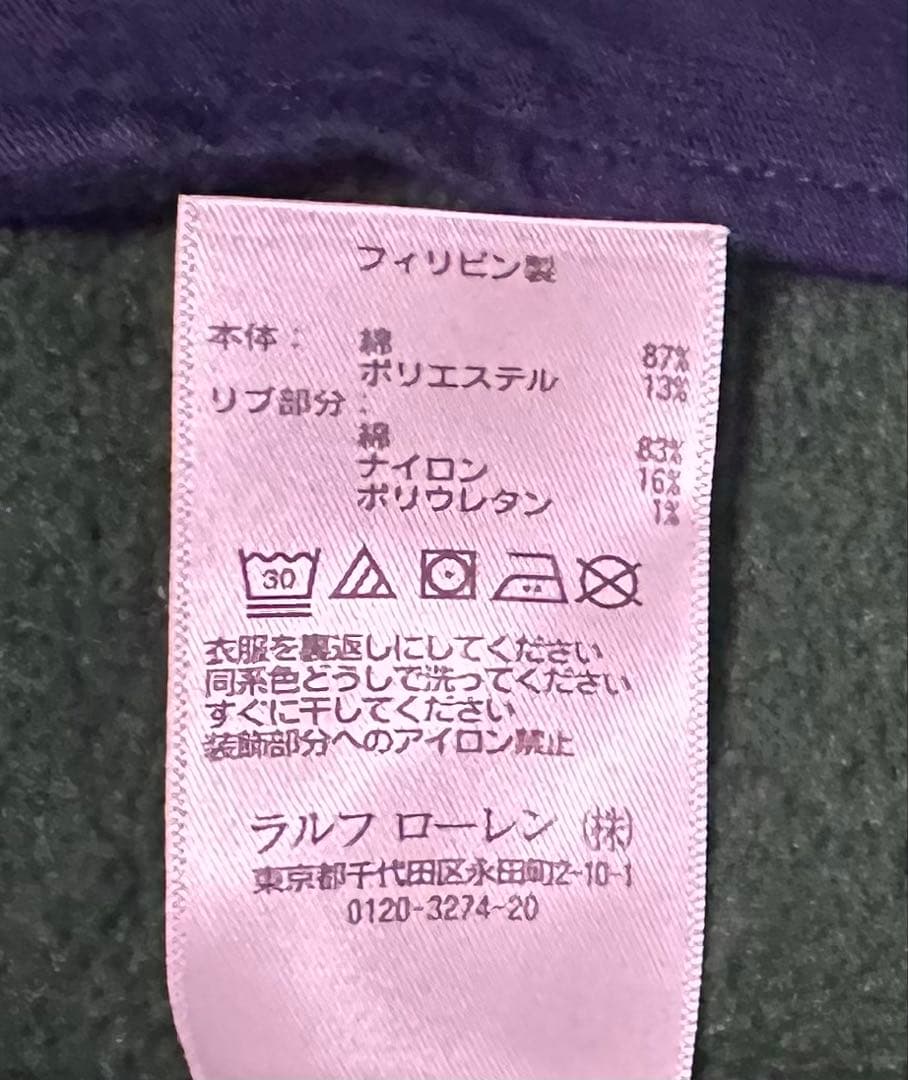 フィリピン製
本体: 綿 87%
ポリエステル 13%
リブ部分:
綿 83%
ナイロン 16%
ポリウレタン 1%
30
衣服を裏返しにしてください
同系色どうしで洗ってください
すぐに干してください
装飾部分へのアイロン禁止
ラルフ ローレン (株)
東京都千代田区永田町2-10-1
0120-3274-20